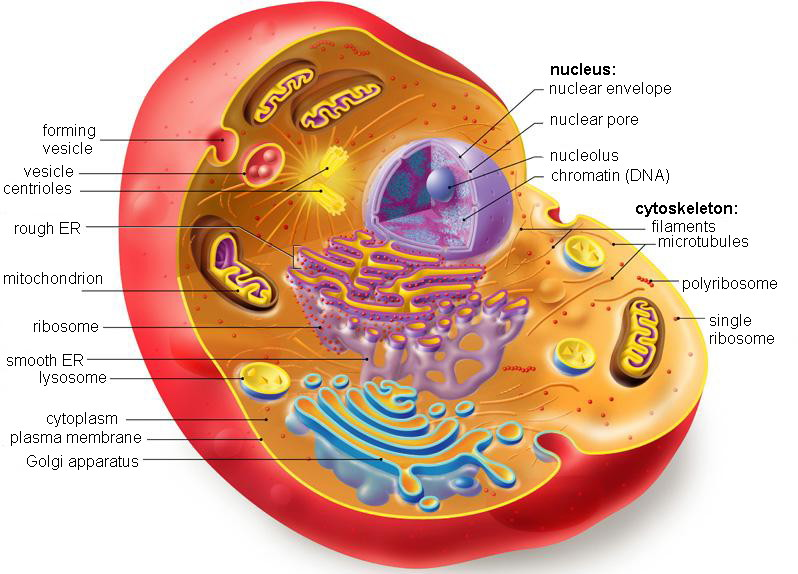 nucleus:
nuclear envelope
nuclear pore
nucleolus
chromatin (DNA)
cytoskeleton:
filaments
microtubules
polyribosome
single
ribosome
forming
vesicle
vesicle
centrioles
rough ER
mitochondrion
ribosome
smooth ER
lysosome
cytoplasm
plasma membrane
Golgi apparatus